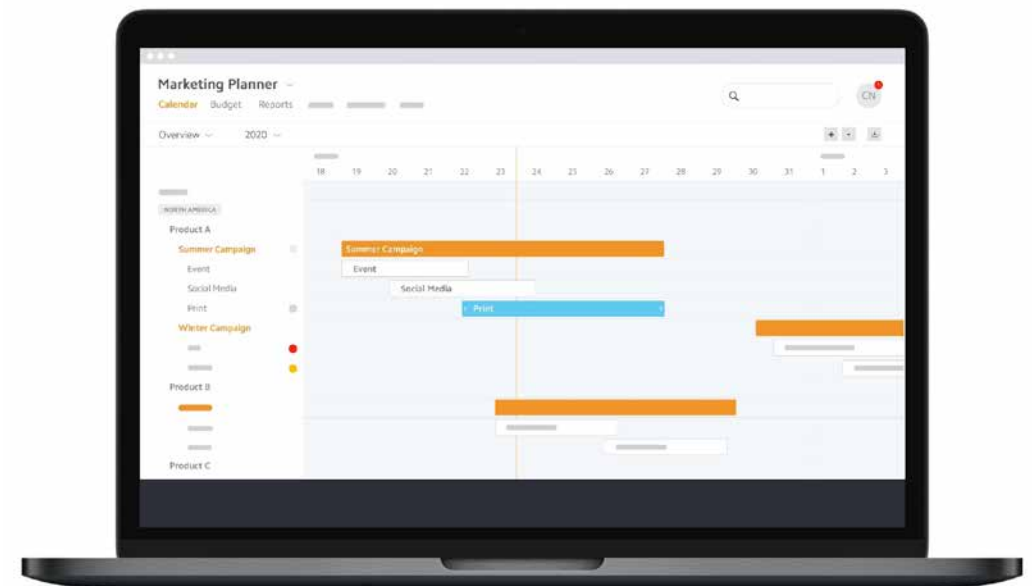 Marketing Planner
Calendar Budget Reports
CN
Overview 2020
18 19 20 21 22 23 24 25 26 27 28 29 30 31 1 2 3
NORTH AMERICA
Product A
Summer Campaign Summer Campaign
Event Event
Social Media Social Media
Print Print
Winter Campaign
Product B
Product C